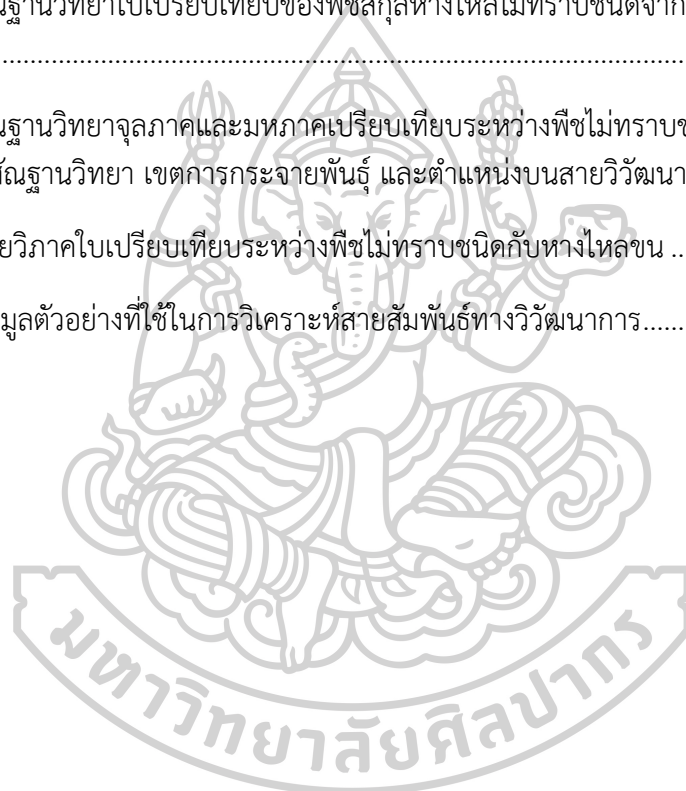 นฐานวิทยาใบเปรียบเทียบของพืชสกุลหางไหลไม่ทราบชนิดจาก
....................................................................................
นฐานวิทยาจุลภาคและมหภาคเปรียบเทียบระหว่างพืชไม่ทราบช
สัณฐานวิทยา เขตการกระจายพันธุ์ และตำแหน่งบนสายวิวัฒนา
ยวิภาคใบเปรียบเทียบระหว่างพืชไม่ทราบชนิดกับหางไหลขน ..
มูลตัวอย่างที่ใช้ในการวิเคราะห์สายสัมพันธ์ทางวิวัฒนาการ......
มหาวิทยาลัยศิลปากร